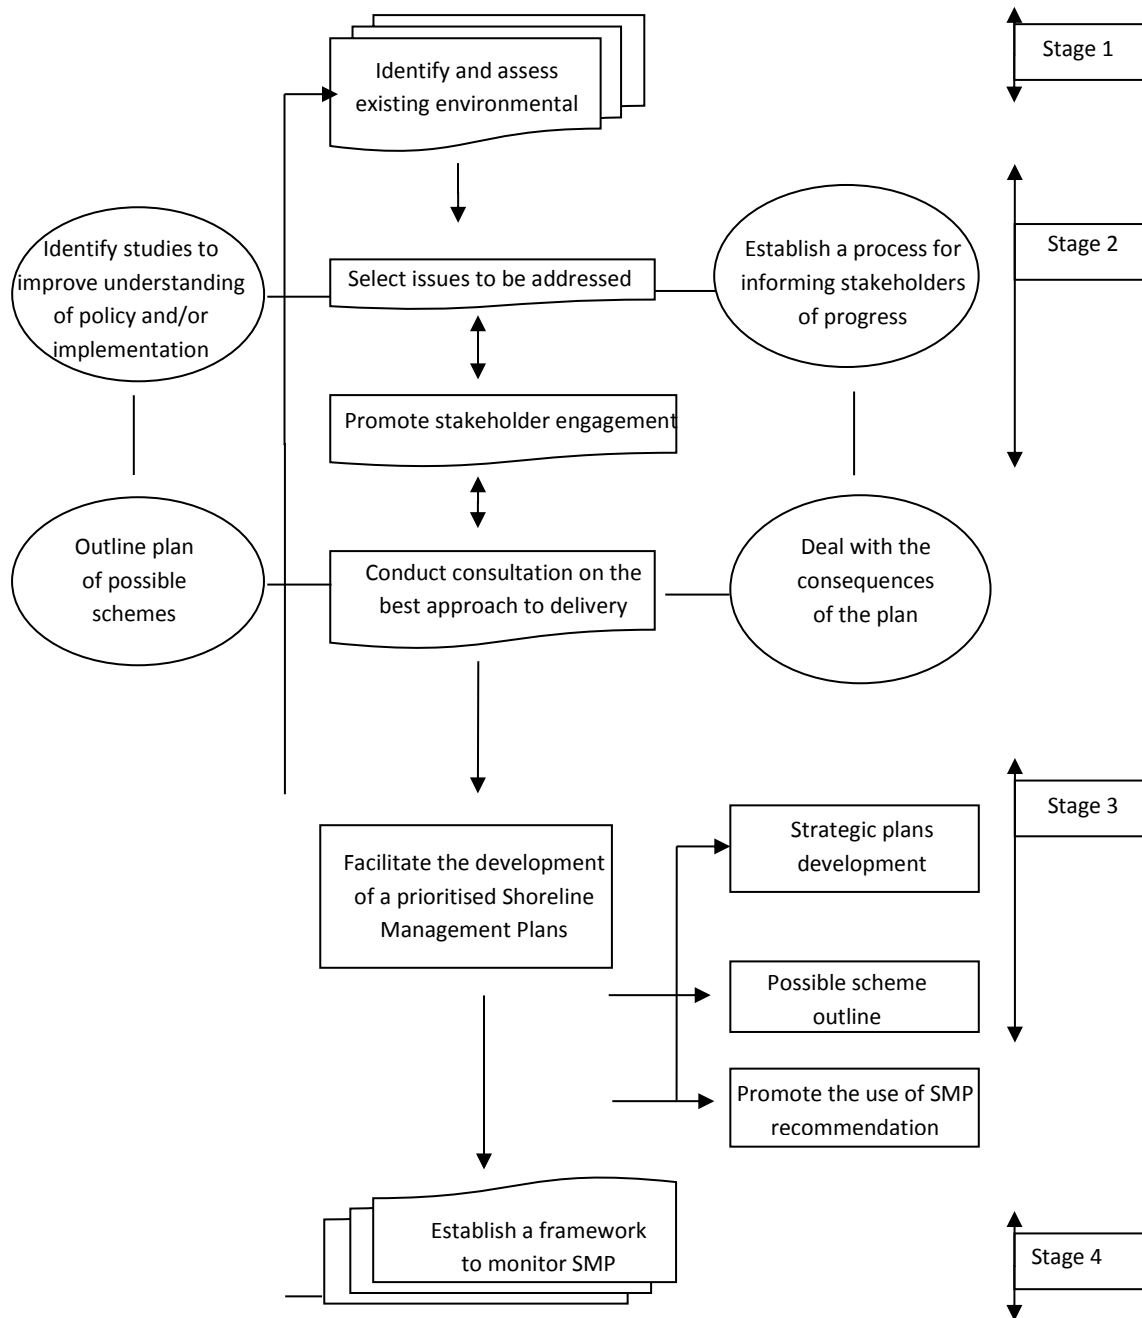 Identify and assess
existing environmental
Stage 1
Identify studies to
improve understanding
of policy and/or
implementation
Select issues to be addressed
Establish a process for
informing stakeholders
of progress
Stage 2
Promote stakeholder engagement
Outline plan
of possible
schemes
Conduct consultation on the
best approach to delivery
Deal with the
consequences
of the plan
Facilitate the development
of a prioritised Shoreline
Management Plans
Strategic plans
development
Stage 3
Possible scheme
outline
Promote the use of SMP
recommendation
Establish a framework
to monitor SMP
Stage 4